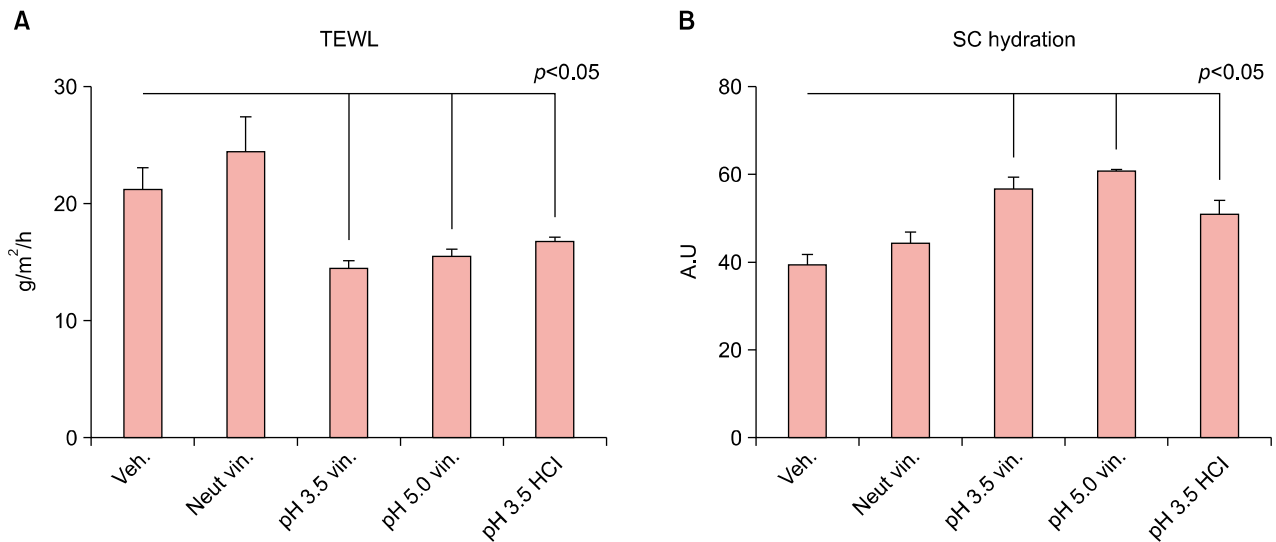 A
TEWL
p<0.05
30
20
10
0
g/m²/h
Veh.
Neut vin.
pH 3.5 vin.
pH 5.0 vin.
pH 3.5 HCl
B
SC hydration
p<0.05
80
60
40
20
0
A.U
Veh.
Neut vin.
pH 3.5 vin.
pH 5.0 vin.
pH 3.5 HCl